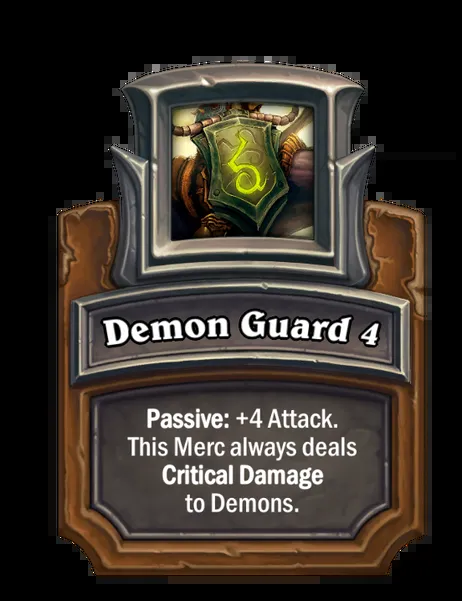 Demon Guard 4
Passive: +4 Attack.
This Merc always deals
Critical Damage
to Demons.